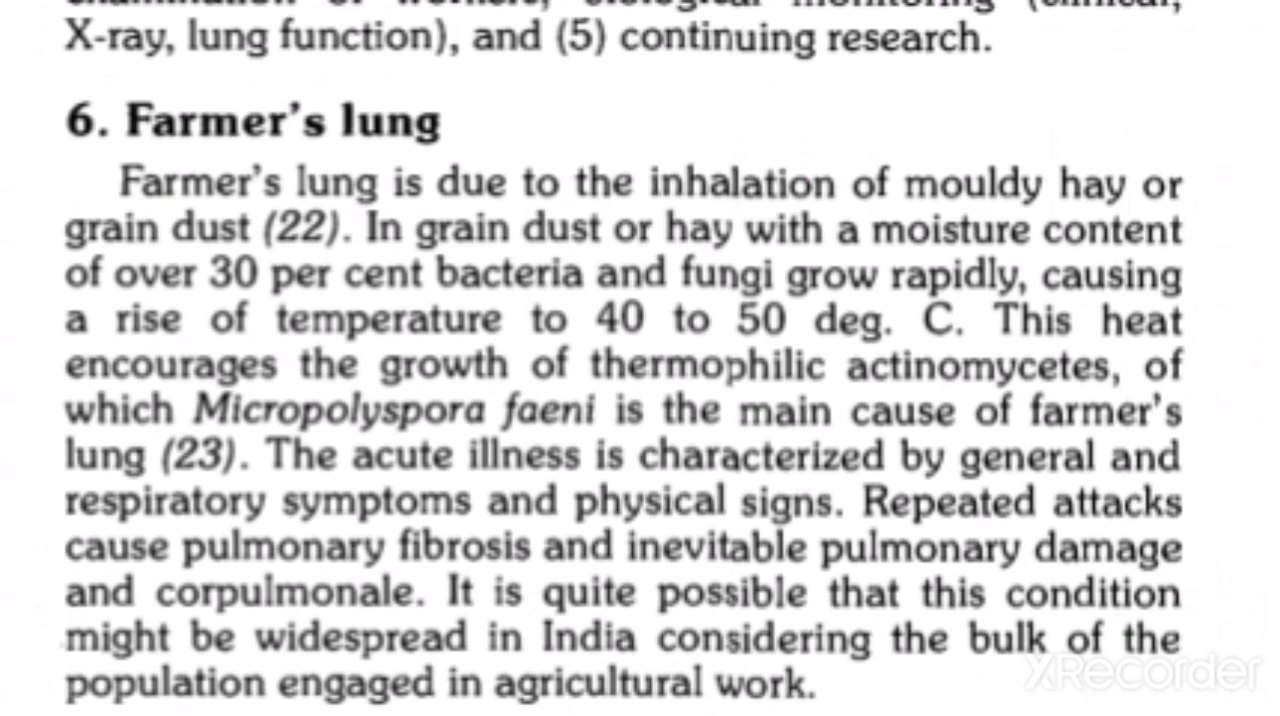 X-ray, lung function), and (5) continuing research.
6. Farmer's lung
Farmer's lung is due to the inhalation of mouldy hay or
grain dust (22). In grain dust or hay with a moisture content
of over 30 per cent bacteria and fungi grow rapidly, causing
a rise of temperature to 40 to 50 deg. C. This heat
encourages the growth of thermophilic actinomycetes, of
which Micropolyspora faeni is the main cause of farmer's
lung (23). The acute illness is characterized by general and
respiratory symptoms and physical signs. Repeated attacks
cause pulmonary fibrosis and inevitable pulmonary damage
and corpulmonale. It is quite possible that this condition
might be widespread in India considering the bulk of the
population engaged in agricultural work.
XRecorder